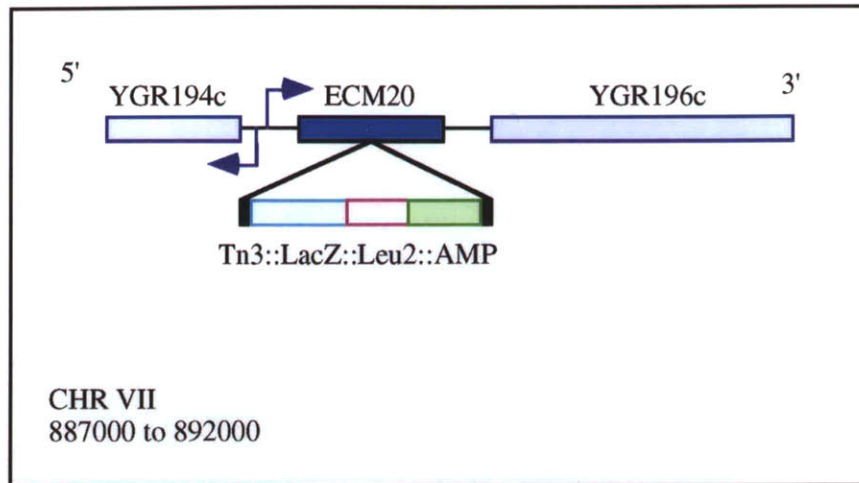 5'
3'
YGR194c
ECM20
YGR196c
Tn3::LacZ::Leu2::AMP
CHR VII
887000 to 892000